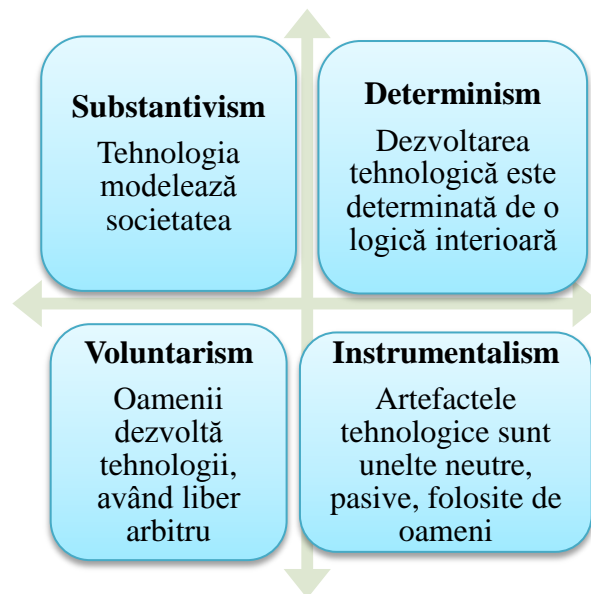 Substantivism
Tehnologia
modelează
societatea
Determinism
Dezvoltarea
tehnologică este
determinată de o
logică interioară
Voluntarism
Oamenii
dezvoltă
tehnologii,
având liber
arbitru
Instrumentalism
Artefactele
tehnologice sunt
unelte neutre,
pasive, folosite de
oameni